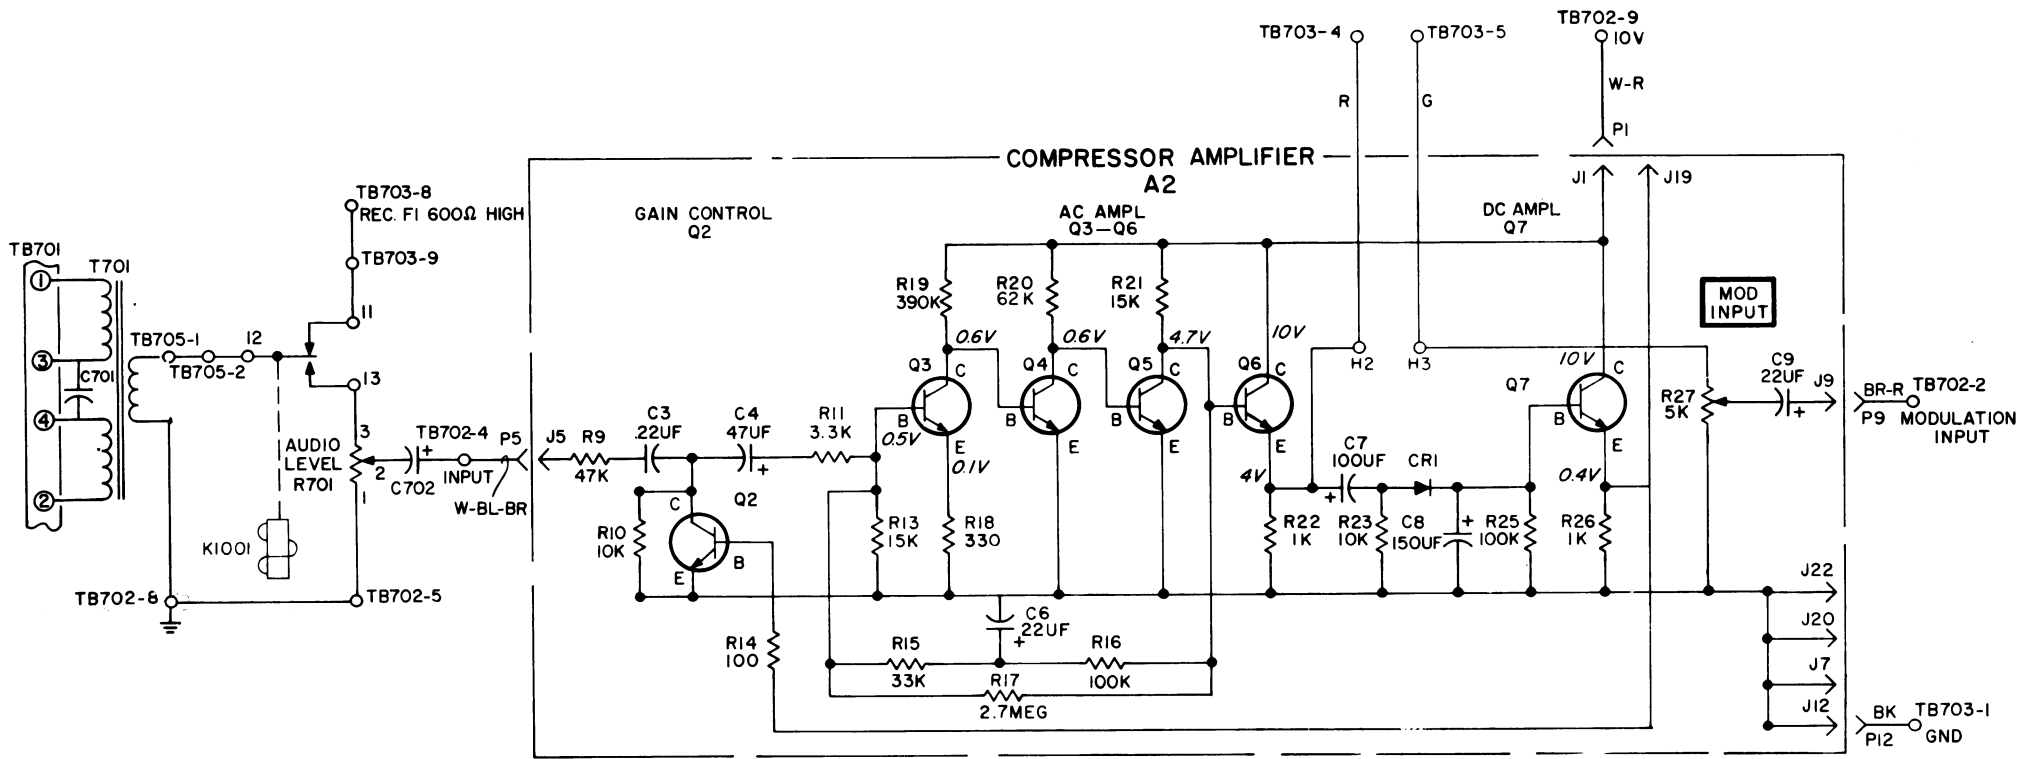 TB703-4
TB703-5
TB702-9
10V
R
G
W-R
P1
COMPRESSOR AMPLIFIER
A2
J1
J19
TB703-8
REC. F1 600Ω HIGH
TB703-9
GAIN CONTROL
Q2
AC AMPL
Q3—Q6
DC AMPL
Q7
TB701
T701
1
3
4
2
C701
TB705-1
TB705-2
12
11
13
3
2
1
AUDIO
LEVEL
R701
C702
+
TB702-4
INPUT
P5
W-BL-BR
K1001
TB702-8
TB702-5
J5
R9
47K
C3
.22UF
C4
47UF
+
R11
3.3K
R10
10K
C
Q2
B
E
R14
100
R19
390K
0.6V
Q3
C
B
0.5V
E
0.1V
R13
15K
R18
330
R20
62K
0.6V
Q4
C
B
E
R21
15K
4.7V
Q5
C
B
E
10V
Q6
C
B
E
4V
H2
H3
C7
100UF
+
CR1
R22
1K
R23
10K
C8
150UF
+
R25
100K
10V
Q7
C
B
E
0.4V
R26
1K
MOD
INPUT
R27
5K
C9
22UF
+
J9
BR-R
P9
TB702-2
MODULATION
INPUT
C6
22UF
+
R15
33K
R16
100K
R17
2.7MEG
J22
J20
J7
J12
BK
P12
TB703-1
GND